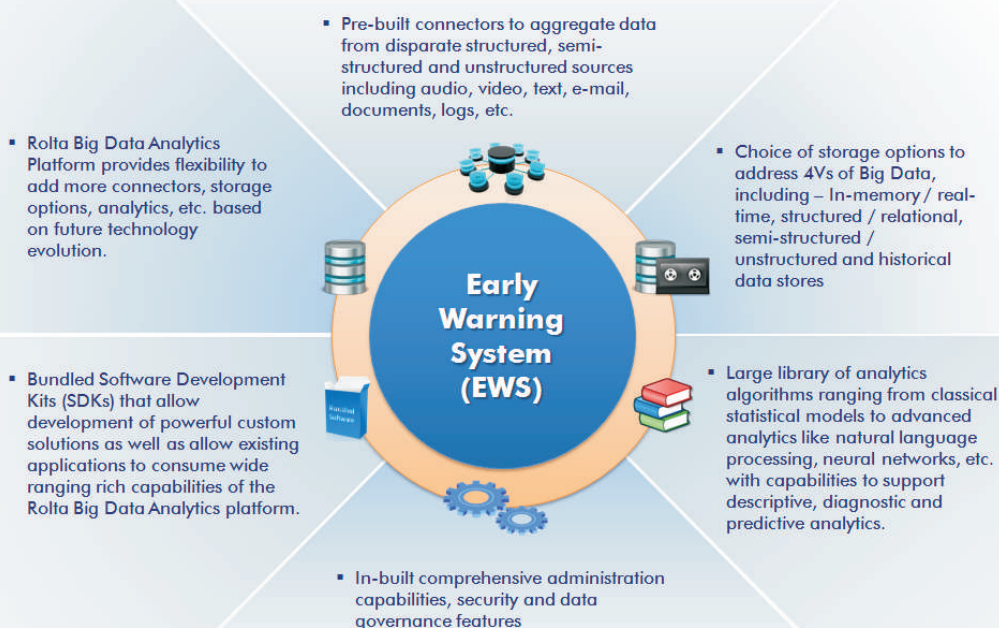 ▪ Pre-built connectors to aggregate data
from disparate structured, semi-
structured and unstructured sources
including audio, video, text, e-mail,
documents, logs, etc.
▪ Rolta Big Data Analytics
Platform provides flexibility to
add more connectors, storage
options, analytics, etc. based
on future technology
evolution.
▪ Choice of storage options to
address 4Vs of Big Data,
including – In-memory / real-
time, structured / relational,
semi-structured /
unstructured and historical
data stores
Early
Warning
System
(EWS)
▪ Bundled Software Development
Kits (SDKs) that allow
development of powerful custom
solutions as well as allow existing
applications to consume wide
ranging rich capabilities of the
Rolta Big Data Analytics platform.
Bundled
Software
▪ Large library of analytics
algorithms ranging from classical
statistical models to advanced
analytics like natural language
processing, neural networks, etc.
with capabilities to support
descriptive, diagnostic and
predictive analytics.
▪ In-built comprehensive administration
capabilities, security and data
governance features